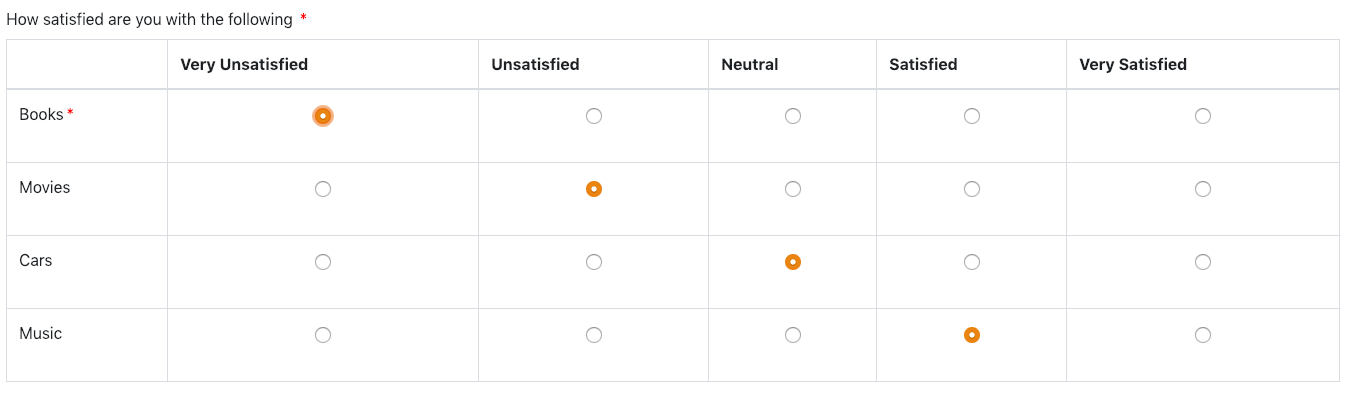 How satisfied are you with the following *
Very Unsatisfied Unsatisfied Neutral Satisfied Very Satisfied
Books *
Movies
Cars
Music